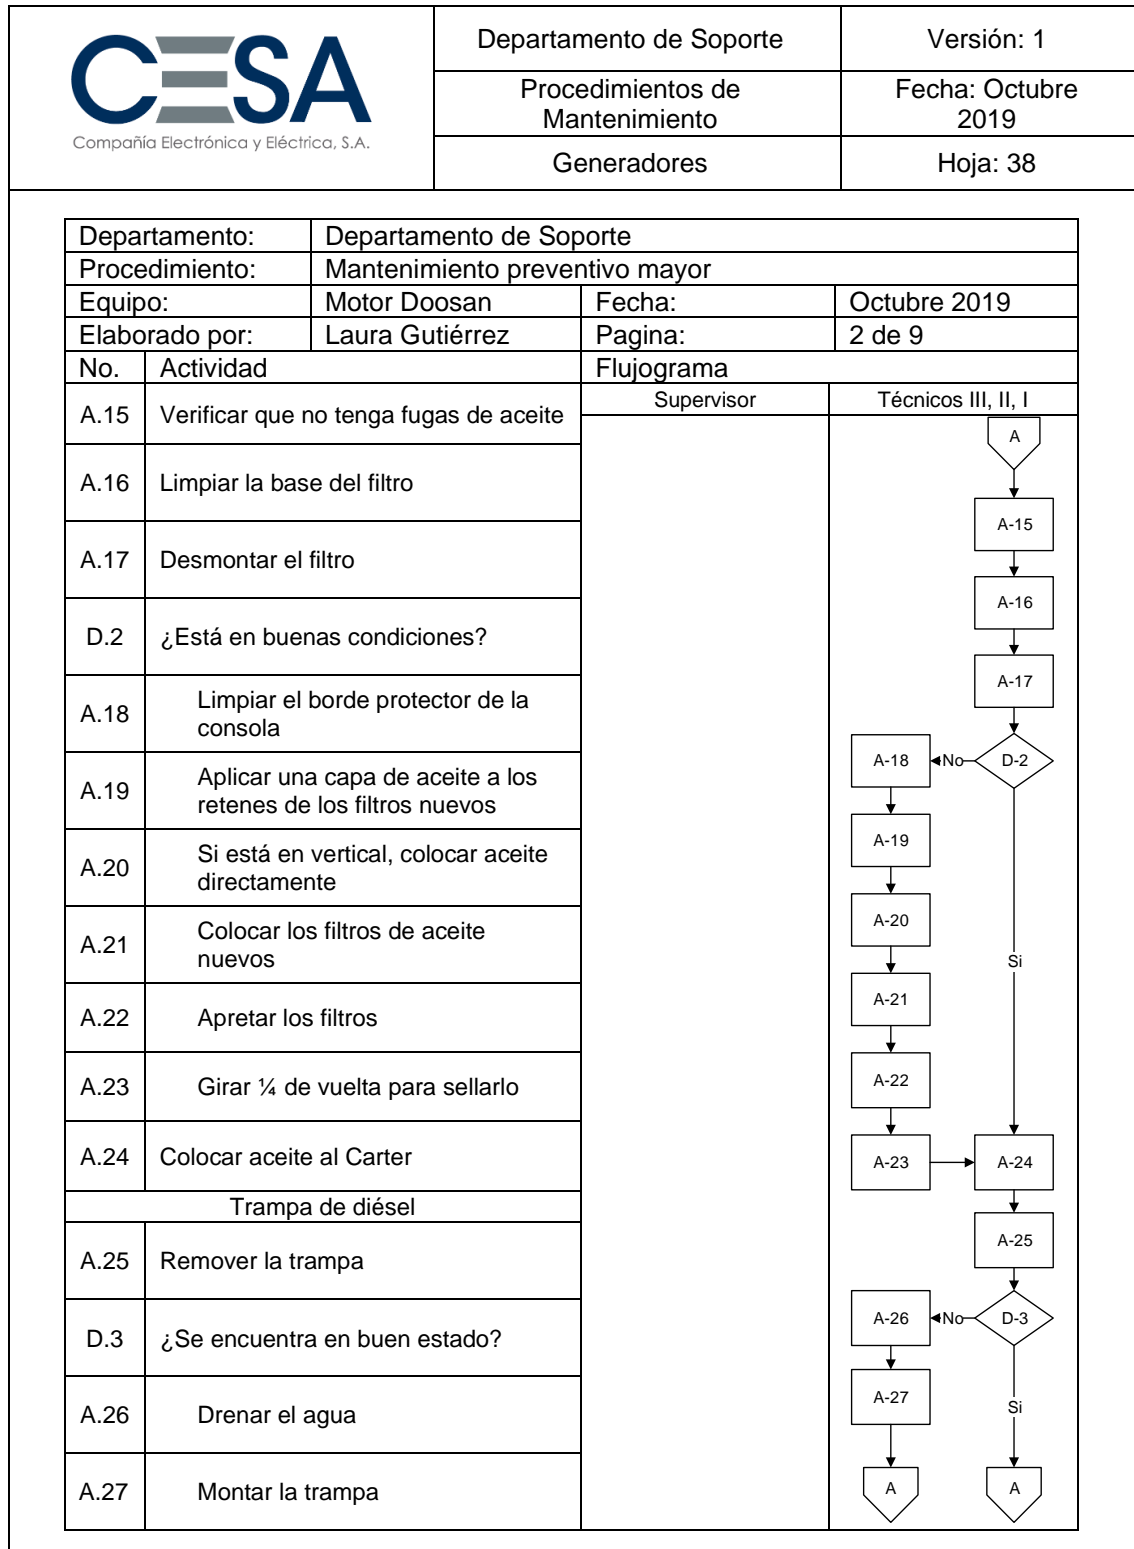 CESA
Compañía Electrónica y Eléctrica, S.A.
Departamento de Soporte
Versión: 1
Procedimientos de
Mantenimiento
Fecha: Octubre
2019
Generadores
Hoja: 38
Departamento:
Departamento de Soporte
Procedimiento:
Mantenimiento preventivo mayor
Equipo:
Motor Doosan
Fecha:
Octubre 2019
Elaborado por:
Laura Gutiérrez
Pagina:
2 de 9
No.
Actividad
Flujograma
Supervisor
Técnicos III, II, I
A.15
Verificar que no tenga fugas de aceite
A.16
Limpiar la base del filtro
A.17
Desmontar el filtro
D.2
¿Está en buenas condiciones?
A.18
Limpiar el borde protector de la
consola
A.19
Aplicar una capa de aceite a los
retenes de los filtros nuevos
A.20
Si está en vertical, colocar aceite
directamente
A.21
Colocar los filtros de aceite
nuevos
A.22
Apretar los filtros
A.23
Girar ¼ de vuelta para sellarlo
A.24
Colocar aceite al Carter
Trampa de diésel
A.25
Remover la trampa
D.3
¿Se encuentra en buen estado?
A.26
Drenar el agua
A.27
Montar la trampa
A
A-15
A-16
A-17
A-18
No
D-2
A-19
A-20
Si
A-21
A-22
A-23
A-24
A-25
A-26
No
D-3
A-27
Si
A
A